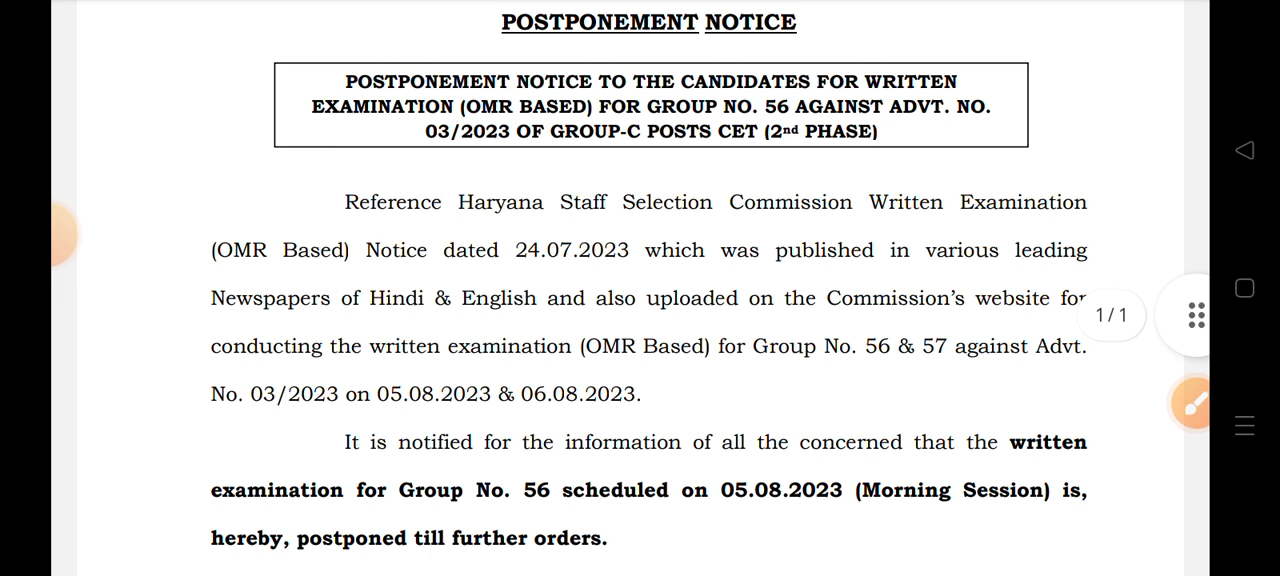 POSTPONEMENT NOTICE
POSTPONEMENT NOTICE TO THE CANDIDATES FOR WRITTEN
EXAMINATION (OMR BASED) FOR GROUP NO. 56 AGAINST ADVT. NO.
03/2023 OF GROUP-C POSTS CET (2nd PHASE)
Reference Haryana Staff Selection Commission Written Examination
(OMR Based) Notice dated 24.07.2023 which was published in various leading
Newspapers of Hindi & English and also uploaded on the Commission's website for
1/1
conducting the written examination (OMR Based) for Group No. 56 & 57 against Advt.
No. 03/2023 on 05.08.2023 & 06.08.2023.
It is notified for the information of all the concerned that the written
examination for Group No. 56 scheduled on 05.08.2023 (Morning Session) is,
hereby, postponed till further orders.